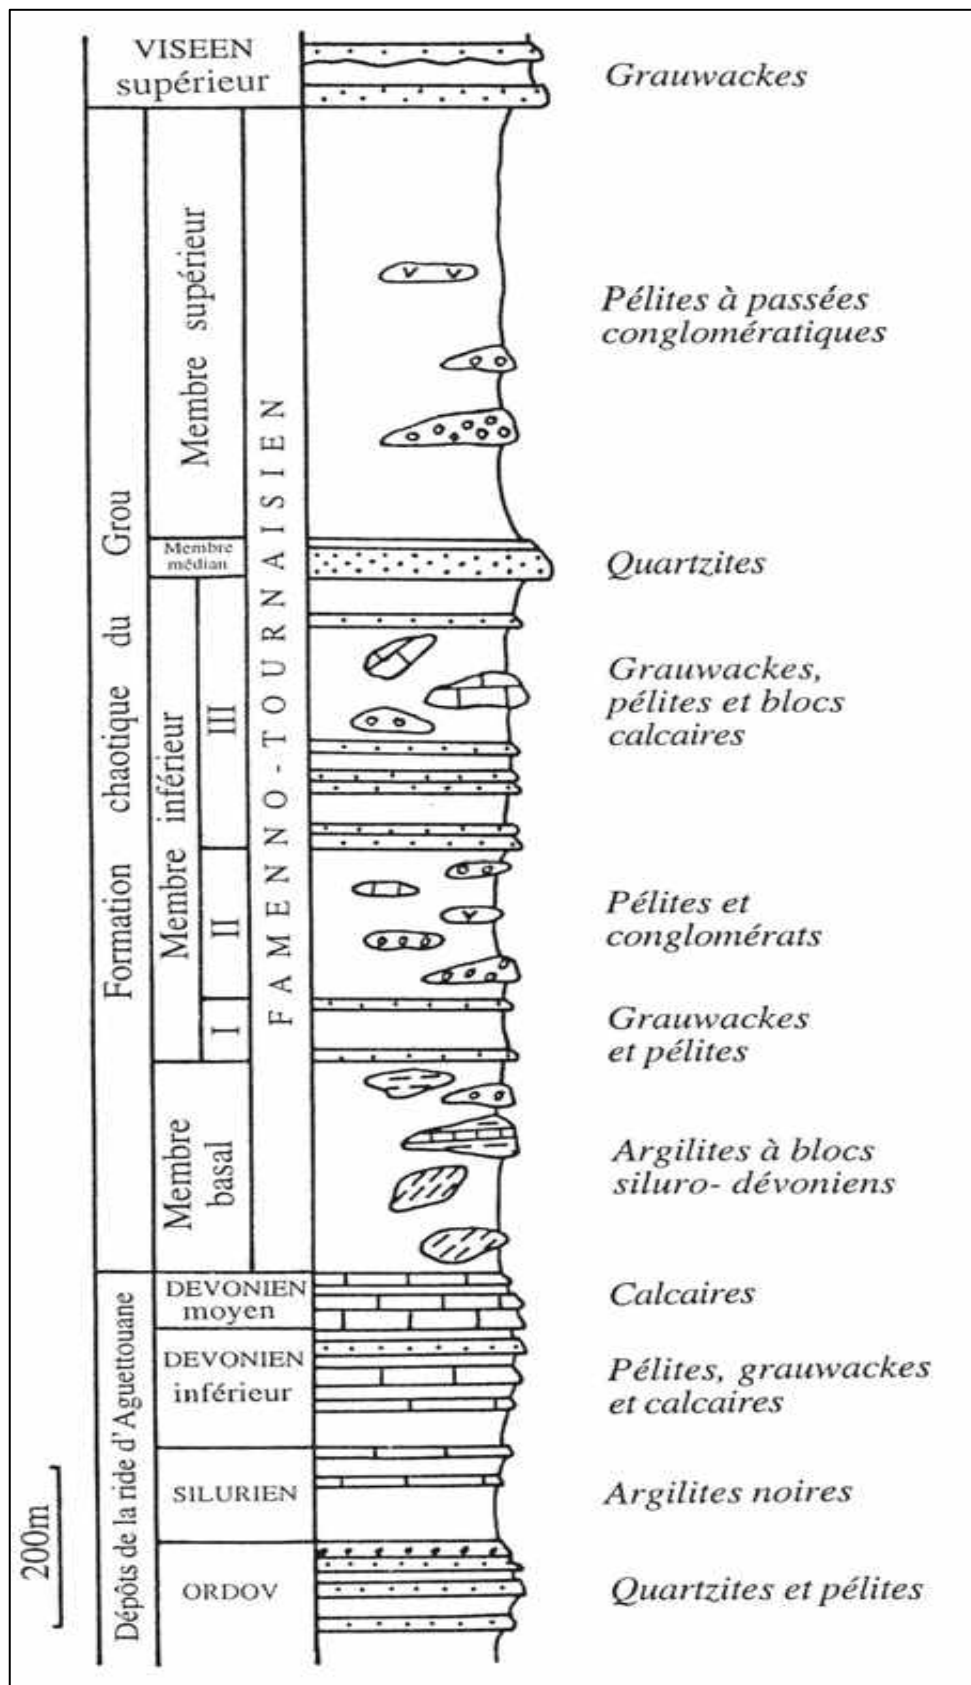 VISEEN
supérieur
Grauwackes
Formation chaotique du Grou
Membre supérieur
FAMENNO-TOURNAISIEN
Pélites à passées
conglomératiques
Membre
médian
Quartzites
Membre inférieur
III
Grauwackes,
pélites et blocs
calcaires
II
Pélites et
conglomérats
I
Grauwackes
et pélites
Membre
basal
Argilites à blocs
siluro- dévoniens
Dépôts de la ride d'Aguettouane
DEVONIEN
moyen
Calcaires
DEVONIEN
inférieur
Pélites, grauwackes
et calcaires
SILURIEN
Argilites noires
ORDOV
Quartzites et pélites
200m